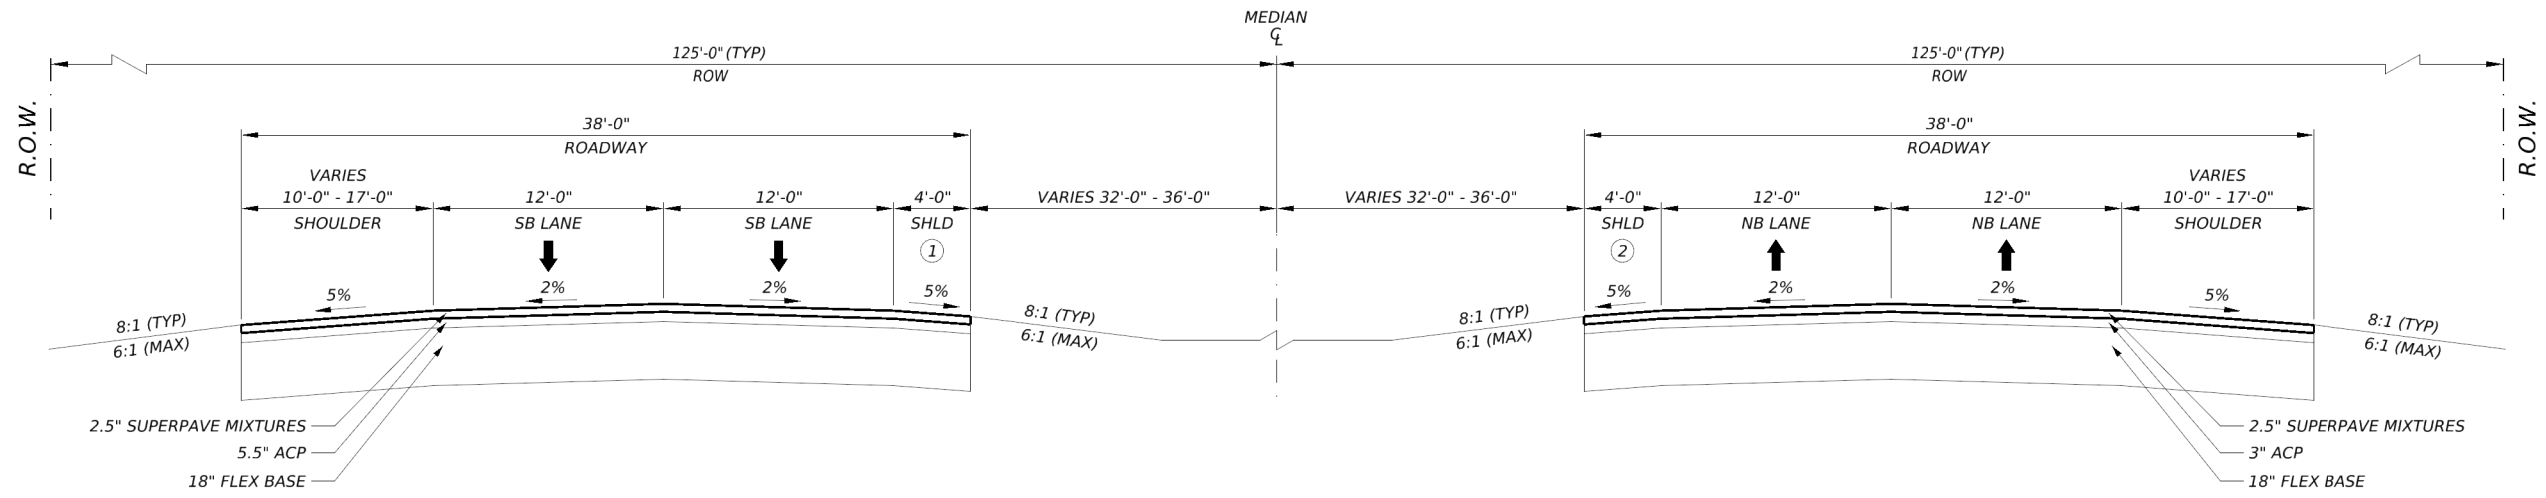 MEDIAN
℄
125'-0" (TYP)
ROW
125'-0" (TYP)
ROW
R.O.W.
R.O.W.
38'-0"
ROADWAY
38'-0"
ROADWAY
VARIES
10'-0" - 17'-0"
SHOULDER
12'-0"
SB LANE
12'-0"
SB LANE
4'-0"
SHLD
1
VARIES 32'-0" - 36'-0"
VARIES 32'-0" - 36'-0"
4'-0"
SHLD
2
12'-0"
NB LANE
12'-0"
NB LANE
VARIES
10'-0" - 17'-0"
SHOULDER
5%
2%
2%
5%
5%
2%
2%
5%
8:1 (TYP)
6:1 (MAX)
8:1 (TYP)
6:1 (MAX)
8:1 (TYP)
6:1 (MAX)
8:1 (TYP)
6:1 (MAX)
2.5" SUPERPAVE MIXTURES
5.5" ACP
18" FLEX BASE
2.5" SUPERPAVE MIXTURES
3" ACP
18" FLEX BASE